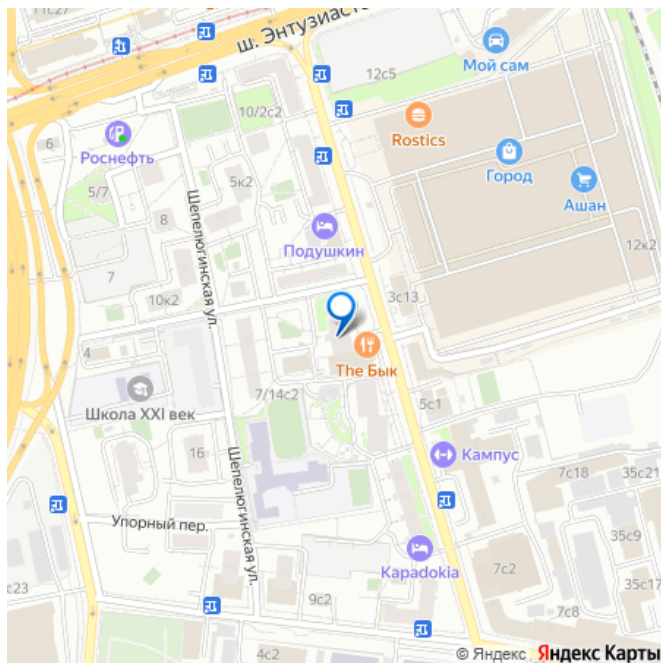 11с27
ш. Энтузиасто
12с5
Мой сам
10/2с2
Rostics
6
Роснефть
Город
5к2
5/7
Ашан
Шепелюгинская ул.
8
Подушкин
12к2
7
3с13
10к2
The Бык
4
7/14с2
5с1
Школа XXI век
16
Кампус
Шепелюгинская ул.
7с18
35с21
Упорный пер.
35с9
Kapadokia
7с2
с23
35с17
9с2
7с8
4с2
© Яндекс Яндекс Карты